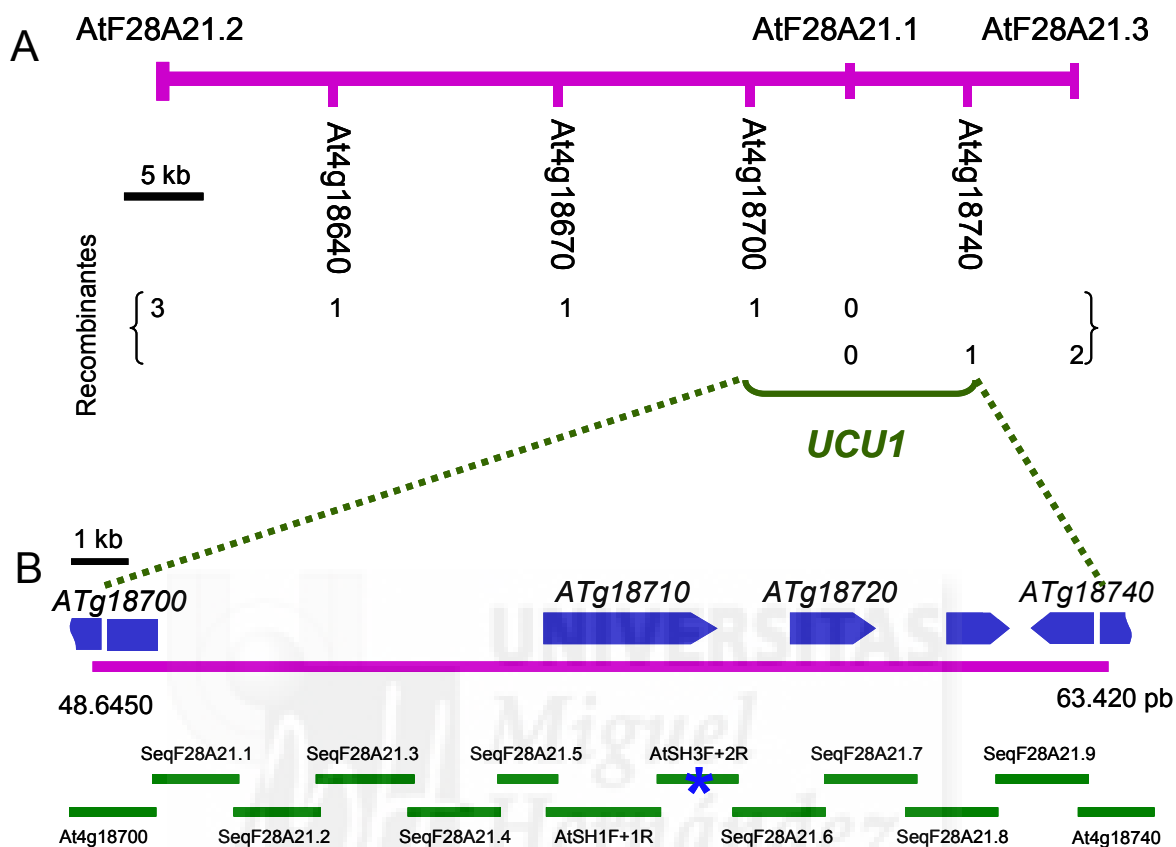 A
AtF28A21.2 AtF28A21.1 AtF28A21.3
At4g18640
At4g18670
At4g18700
At4g18740
5 kb
Recombinantes
3 1 1 1 0
0 1 2
UCU1
1 kb
B
ATg18700 ATg18710 ATg18720 ATg18740
UNIVERSITAS
Miguel
Hernández
48.6450 63.420 pb
SeqF28A21.1 SeqF28A21.3 SeqF28A21.5 AtSH3F+2R SeqF28A21.7 SeqF28A21.9
*
At4g18700 SeqF28A21.2 SeqF28A21.4 AtSH1F+1R SeqF28A21.6 SeqF28A21.8 At4g18740